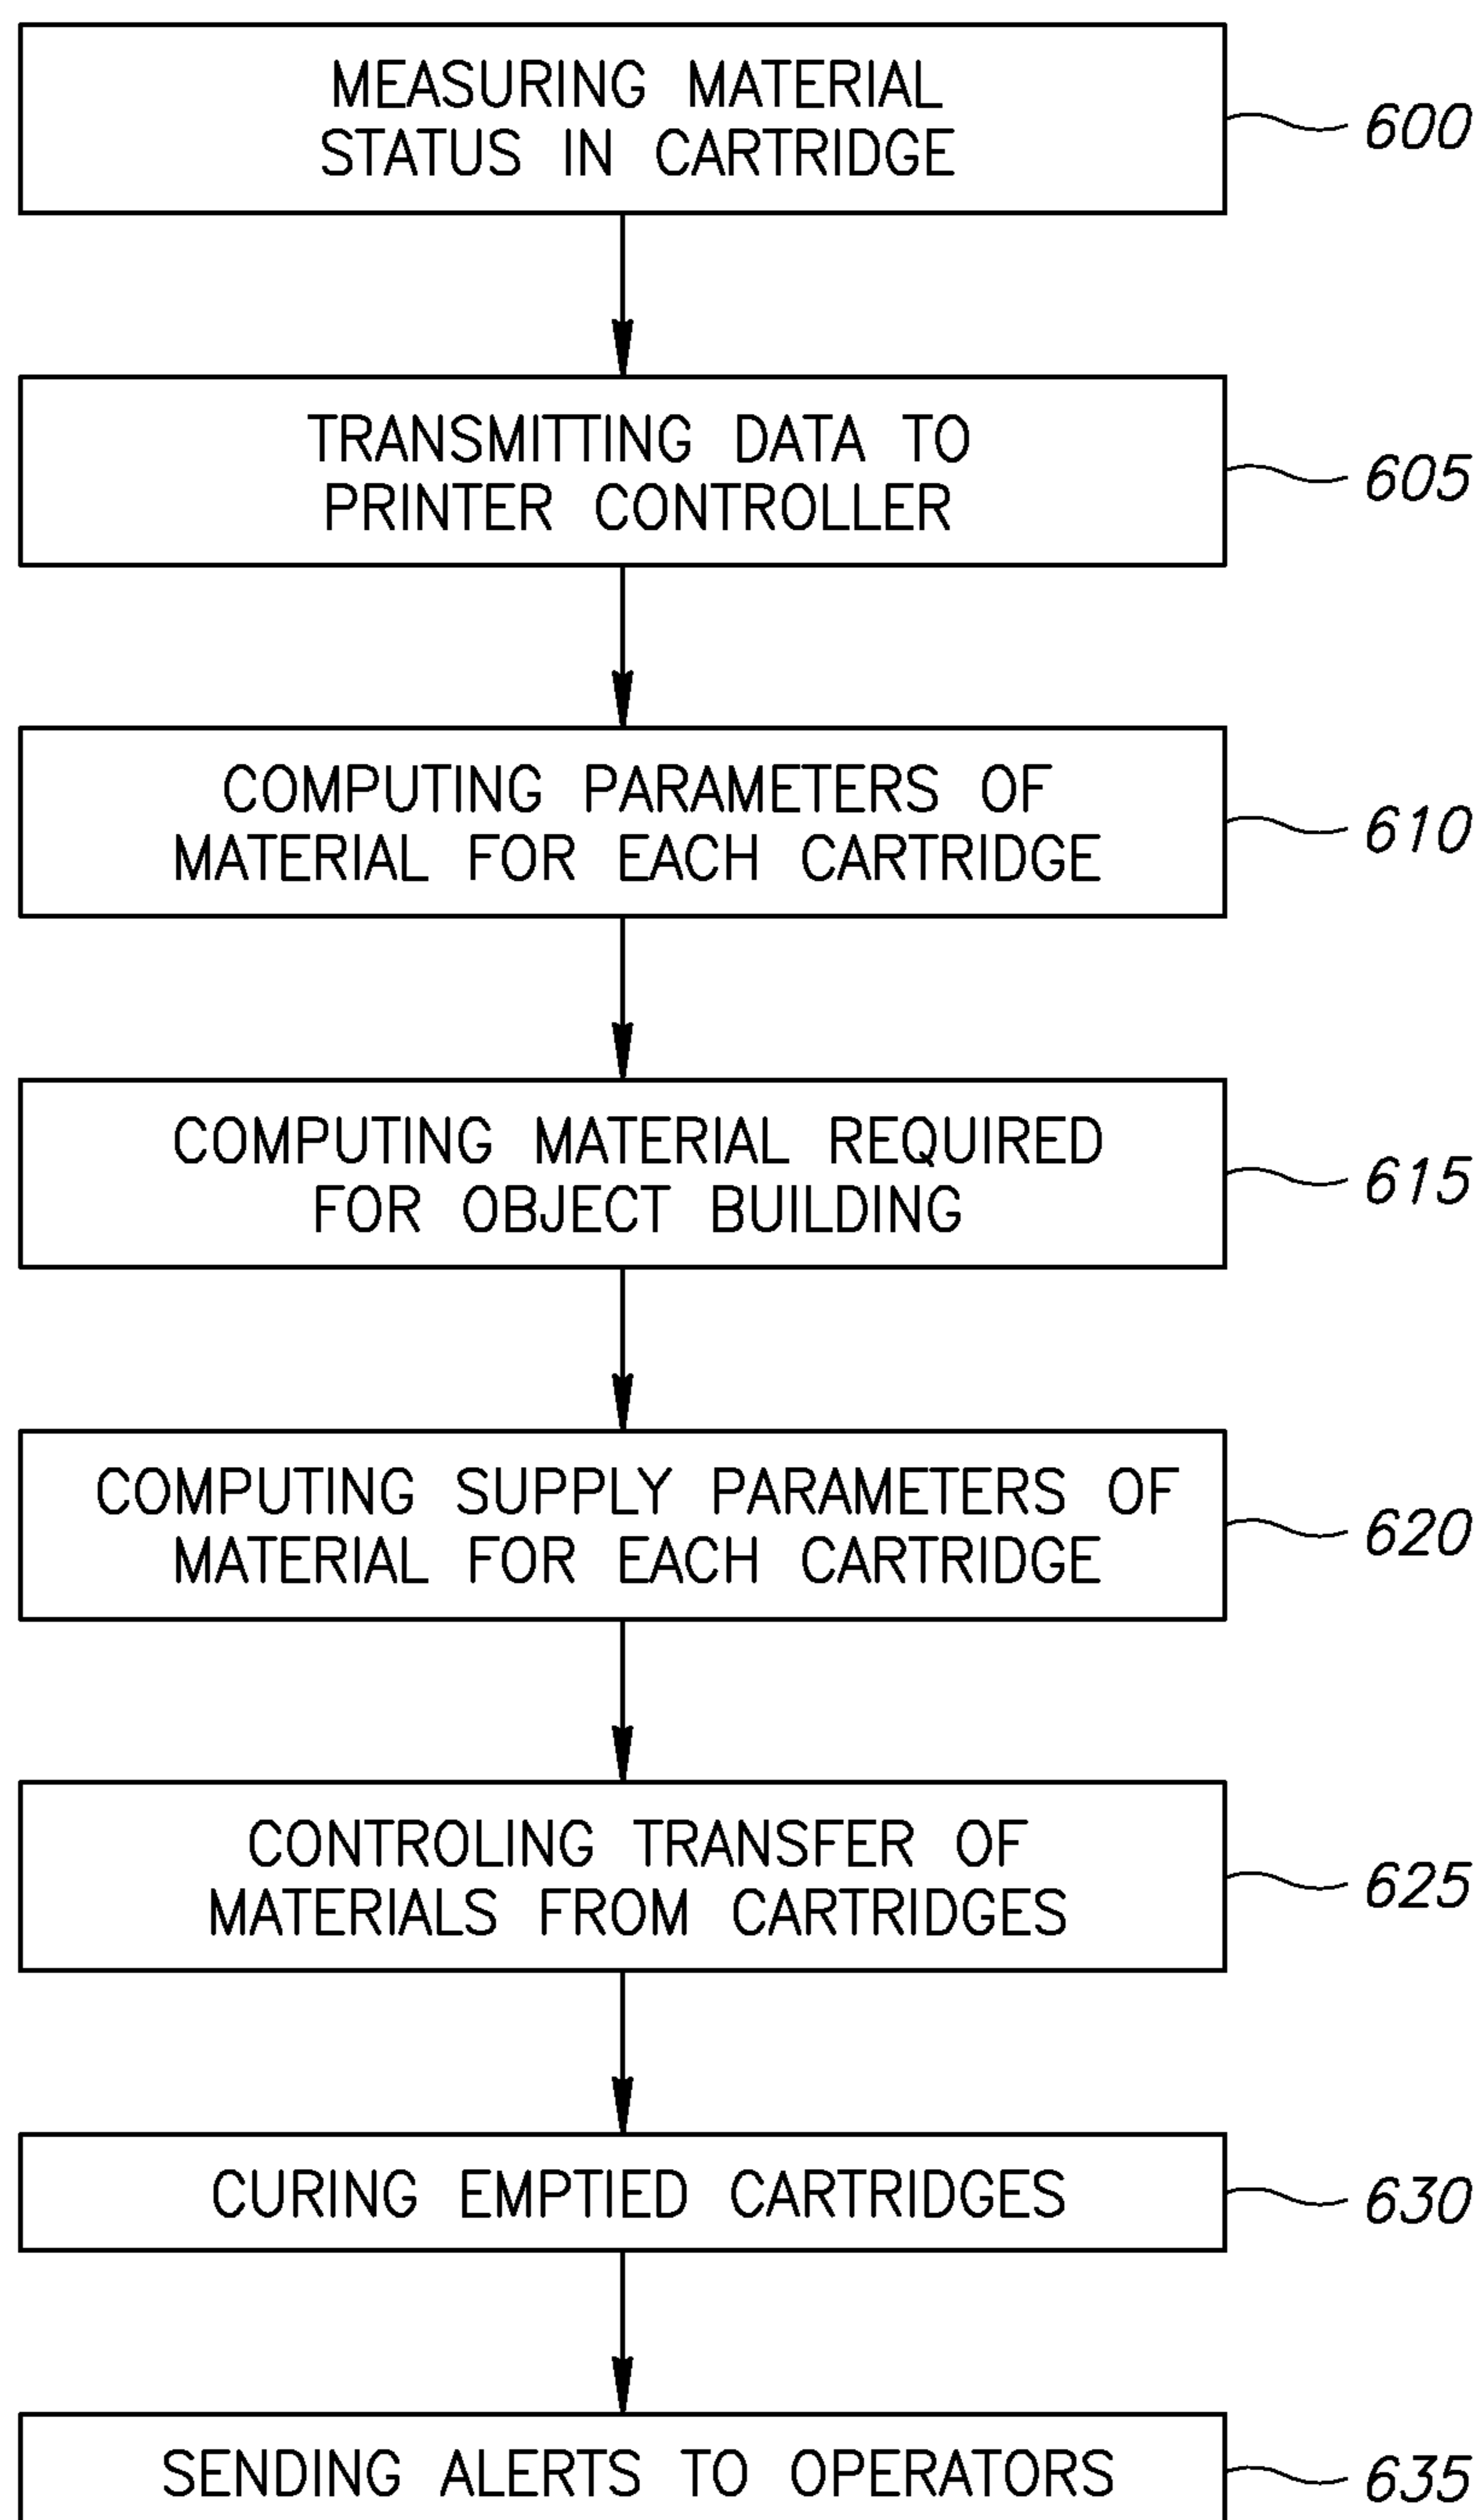 MEASURING MATERIAL
STATUS IN CARTRIDGE
600
TRANSMITTING DATA TO
PRINTER CONTROLLER
605
COMPUTING PARAMETERS OF
MATERIAL FOR EACH CARTRIDGE
610
COMPUTING MATERIAL REQUIRED
FOR OBJECT BUILDING
615
COMPUTING SUPPLY PARAMETERS OF
MATERIAL FOR EACH CARTRIDGE
620
CONTROLING TRANSFER OF
MATERIALS FROM CARTRIDGES
625
CURING EMPTIED CARTRIDGES
630
SENDING ALERTS TO OPERATORS
635